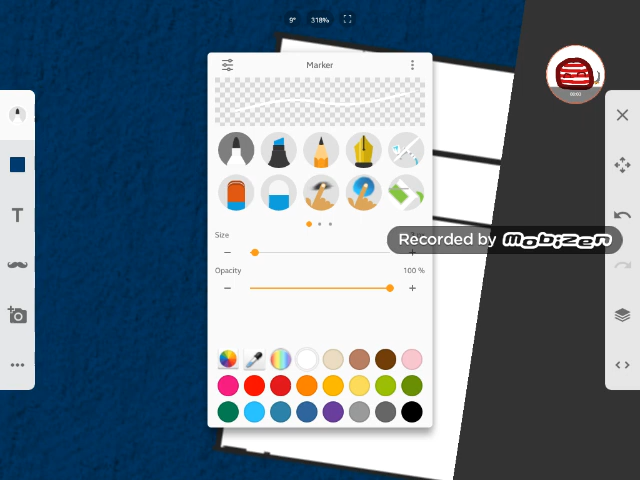 9° 318%
Marker
Size
Recorded by mobizen
Opacity 100 %
T